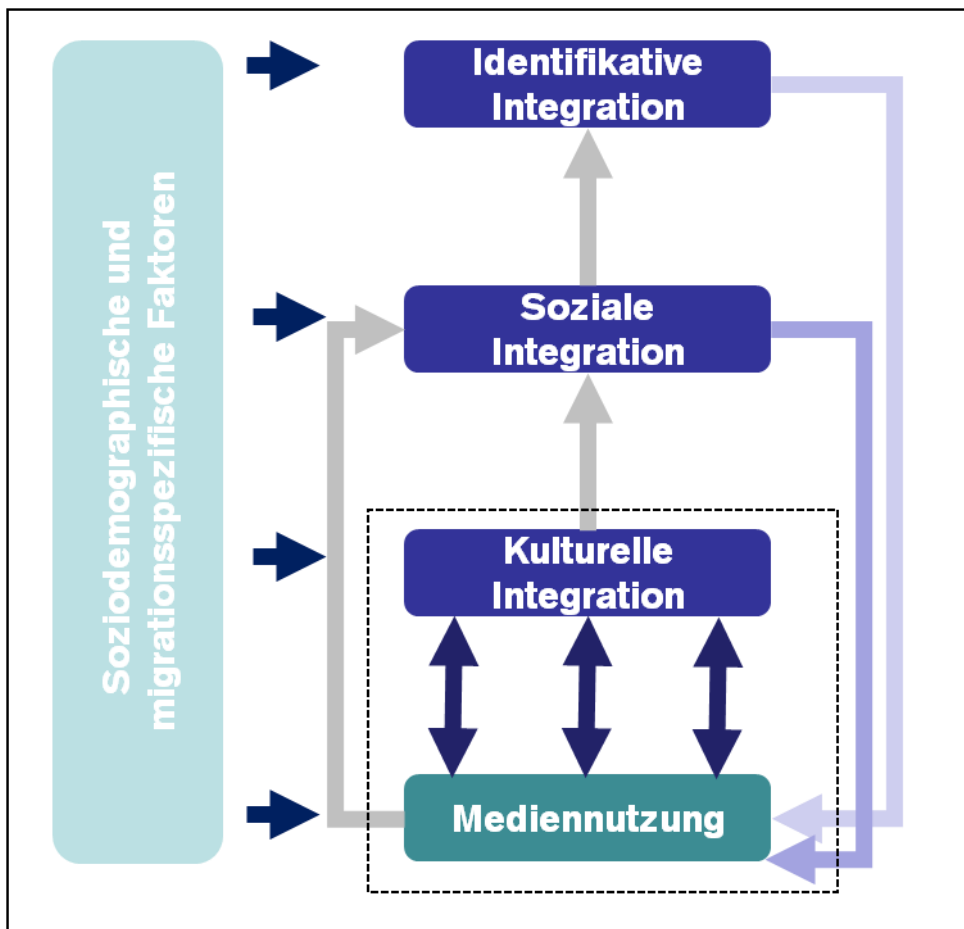 Soziodemographische und
migrationsspezifische Faktoren
Identifikative
Integration
Soziale
Integration
Kulturelle
Integration
Mediennutzung